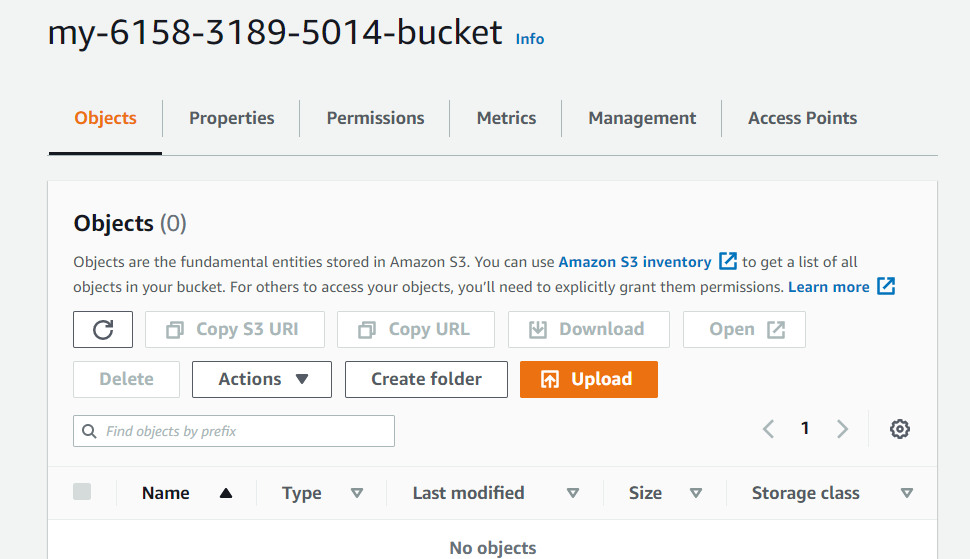 my-6158-3189-5014-bucket Info
Objects Properties Permissions Metrics Management Access Points
Objects (0)
Objects are the fundamental entities stored in Amazon S3. You can use Amazon S3 inventory to get a list of all
objects in your bucket. For others to access your objects, you'll need to explicitly grant them permissions. Learn more
Copy S3 URI Copy URL Download Open
Delete Actions Create folder Upload
Find objects by prefix 1
Name Type Last modified Size Storage class
No objects